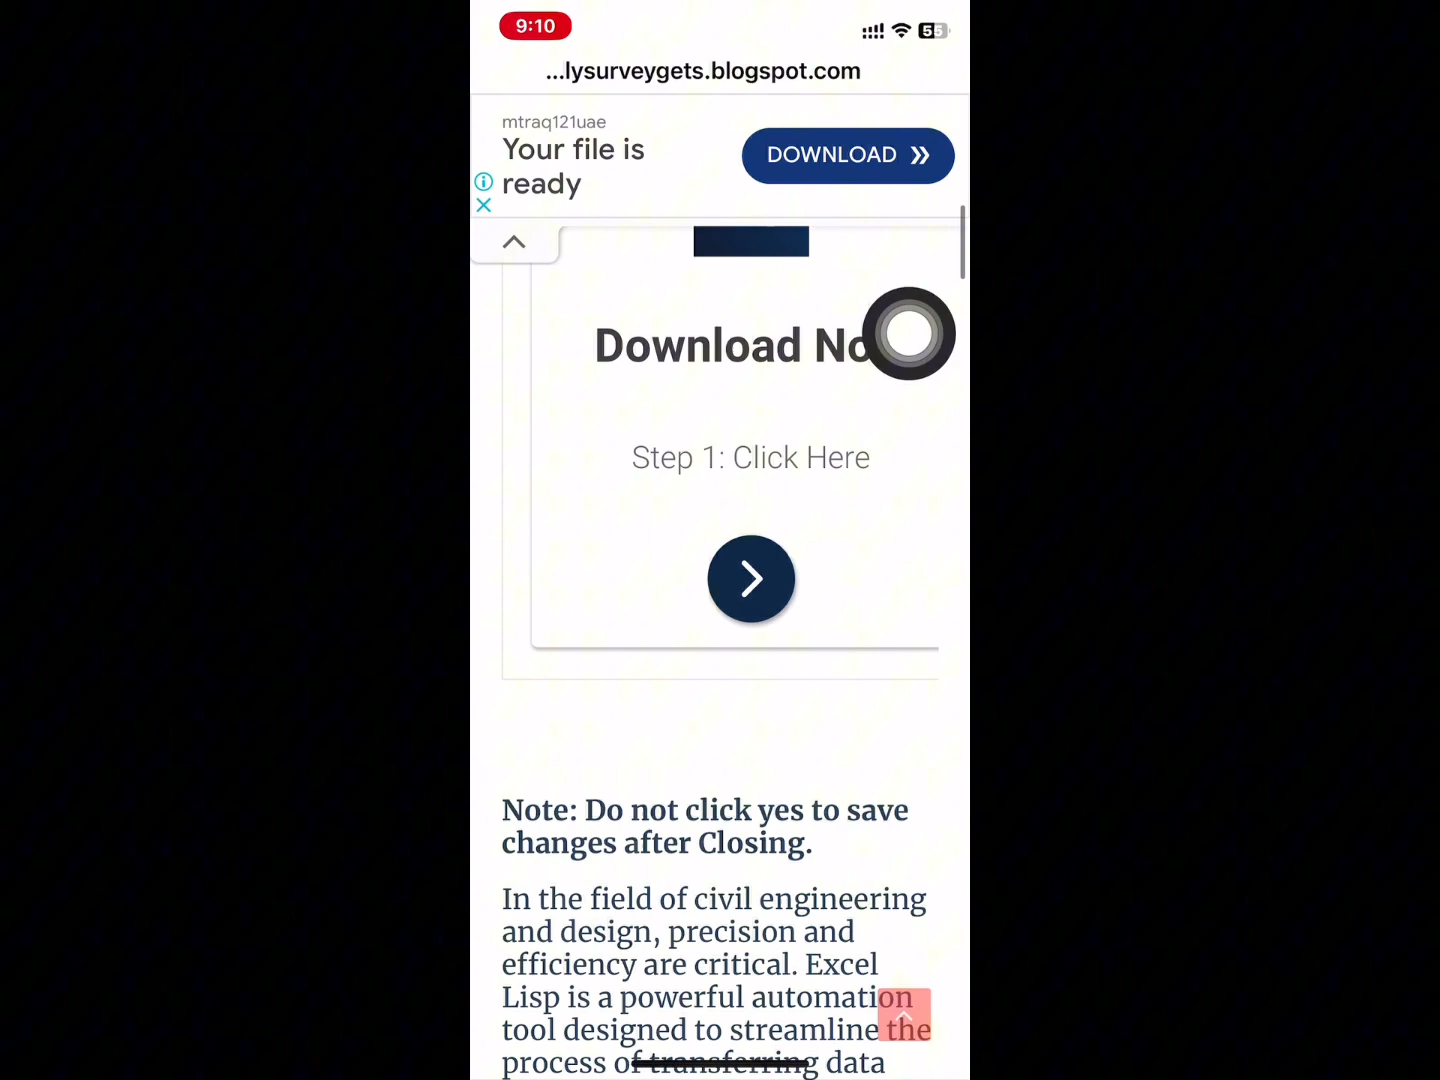 9:10
55
...lysurveygets.blogspot.com
mtraq121uae
Your file is
ready
DOWNLOAD
Download No
Step 1: Click Here
Note: Do not click yes to save
changes after Closing.
In the field of civil engineering
and design, precision and
efficiency are critical. Excel
Lisp is a powerful automation
tool designed to streamline the
process of transferring data